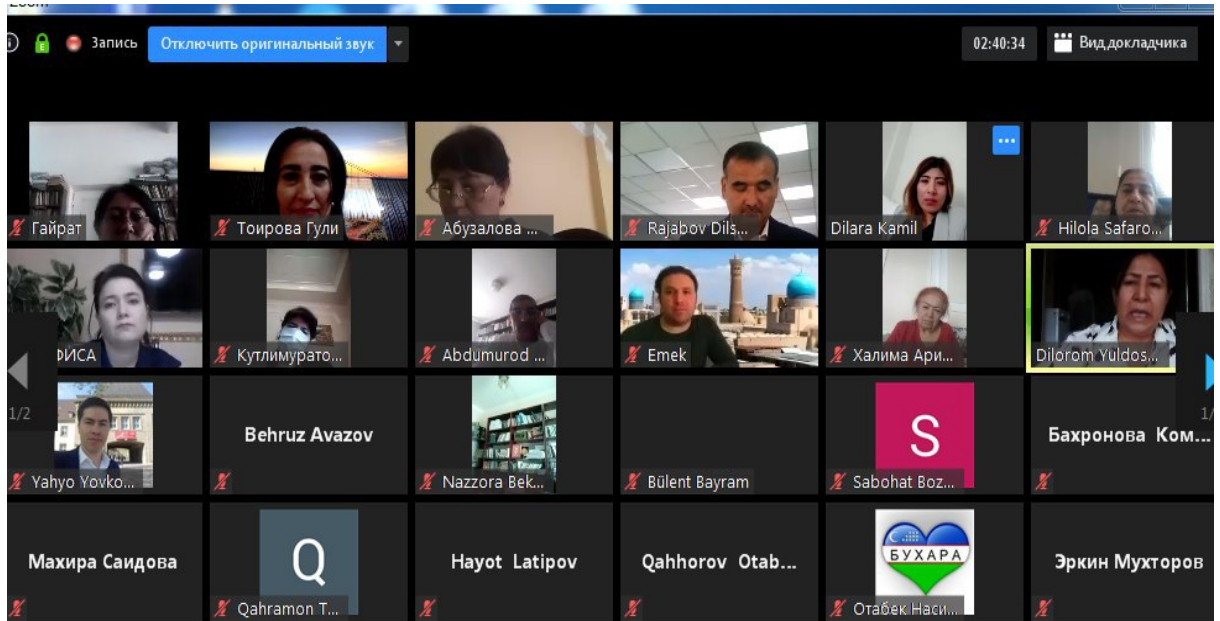 Запись
Отключить оригинальный звук
02:40:34
Вид докладчика
Гайрат
Тоирова Гули
Абузалова ...
Rajabov Dils...
Dilara Kamil
Hilola Safaro...
ФИСА
Кутлимурато...
Abdumurod ...
Emek
Халима Ари...
Dilorom Yuldos...
1/2
Yahyo Yovko...
Behruz Avazov
Nazzora Bek...
Bülent Bayram
S
Sabohat Boz...
Бахронова Ком...
1/
Махира Саидова
Q
Qahramon T...
Hayot Latipov
Qahhorov Otab...
БУХАРА
Отабек Наси...
Эркин Мухторов